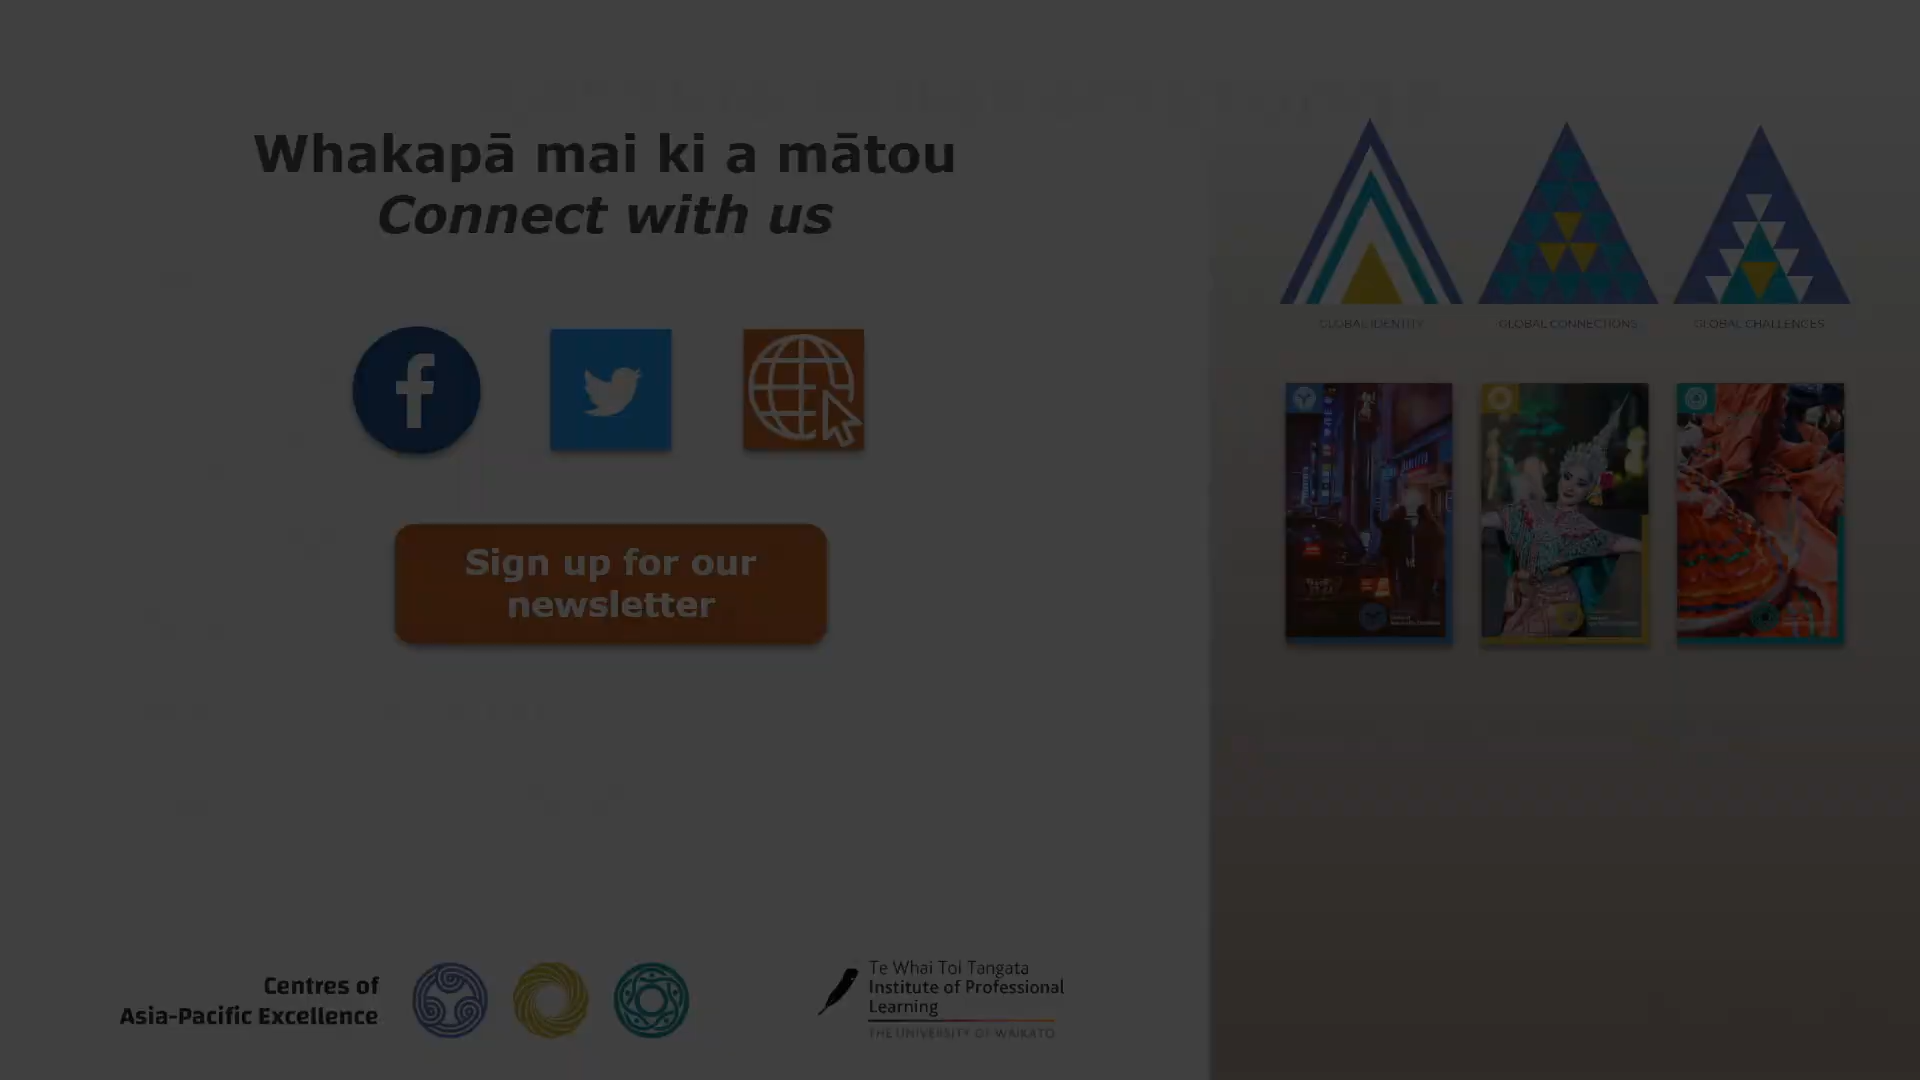 Whakapā mai ki a mātou
Connect with us
Sign up for our
newsletter
GLOBAL IDENTITY
GLOBAL CONNECTIONS
GLOBAL CHALLENGES
Centres of
Asia-Pacific Excellence
Te Whai Toi Tangata
Institute of Professional
Learning
THE UNIVERSITY OF WAIKATO